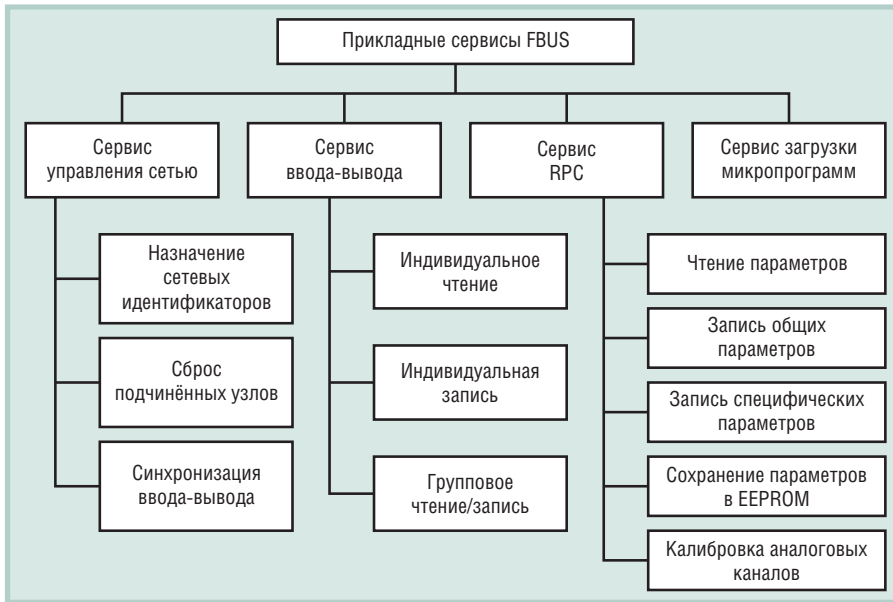 Прикладные сервисы FBUS
Сервис
управления сетью
Сервис
ввода-вывода
Сервис
RPC
Сервис загрузки
микропрограмм
Назначение
сетевых
идентификаторов
Сброс
подчинённых узлов
Синхронизация
ввода-вывода
Индивидуальное
чтение
Индивидуальная
запись
Групповое
чтение/запись
Чтение параметров
Запись общих
параметров
Запись специфических
параметров
Сохранение параметров
в EEPROM
Калибровка аналоговых
каналов